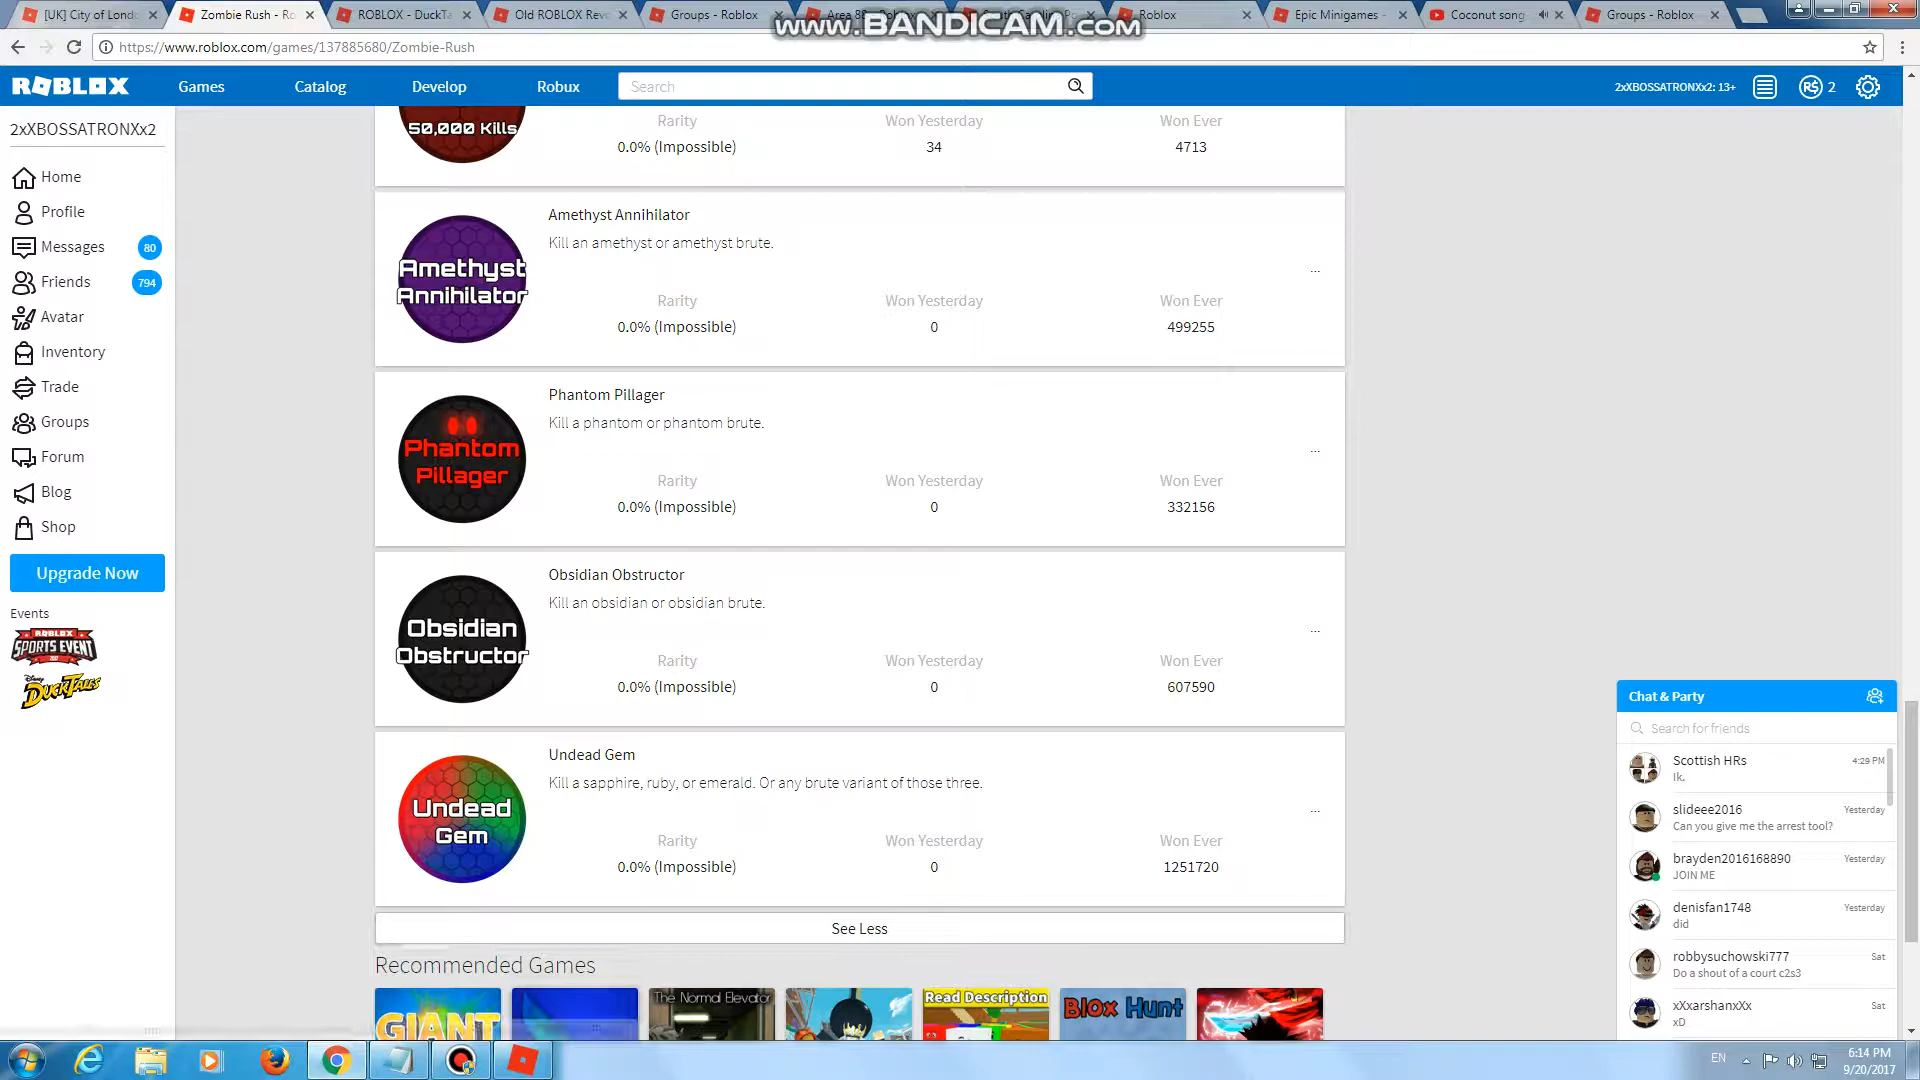 [UK] City of Lond
Zombie Rush - Ro
ROBLOX - DuckTa
Old ROBLOX Rev
Groups - Roblox
Roblox
Epic Minigames -
Coconut song
Groups - Roblox
www.BANDICAM.com
https://www.roblox.com/games/137885680/Zombie-Rush
ROBLOX
Games
Catalog
Develop
Robux
Search
2xXBOSSATRONXx2: 13+
R$ 2
2xXBOSSATRONXx2
Home
Profile
Messages 80
Friends 794
Avatar
Inventory
Trade
Groups
Forum
Blog
Shop
Upgrade Now
Events
ROBLOX
SPORTS EVENT
Disney
DUCKTALES
50,000 Kills
Rarity Won Yesterday Won Ever
0.0% (Impossible) 34 4713
Amethyst
Annihilator
Amethyst Annihilator
Kill an amethyst or amethyst brute.
...
Rarity Won Yesterday Won Ever
0.0% (Impossible) 0 499255
Phantom
Pillager
Phantom Pillager
Kill a phantom or phantom brute.
...
Rarity Won Yesterday Won Ever
0.0% (Impossible) 0 332156
Obsidian
Obstructor
Obsidian Obstructor
Kill an obsidian or obsidian brute.
...
Rarity Won Yesterday Won Ever
0.0% (Impossible) 0 607590
Undead
Gem
Undead Gem
Kill a sapphire, ruby, or emerald. Or any brute variant of those three.
...
Rarity Won Yesterday Won Ever
0.0% (Impossible) 0 1251720
See Less
Recommended Games
GIANT
The Normal Elevator
Read Description
Blox Hunt
Chat & Party
Search for friends
Scottish HRs 4:29 PM
Ik.
slideee2016 Yesterday
Can you give me the arrest tool?
brayden2016168890 Yesterday
JOIN ME
denisfan1748 Yesterday
did
robbysuchowski777 Sat
Do a shout of a court c2s3
xXxarshanxXx Sat
xD
EN
6:14 PM
9/20/2017